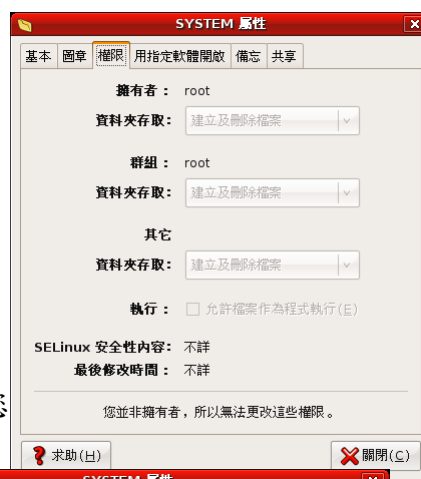 SYSTEM 屬性
基本 圖章 權限 用指定軟體開啟 備忘 共享
擁有者： root
資料夾存取： 建立及刪除檔案
群組： root
資料夾存取： 建立及刪除檔案
其它
資料夾存取： 建立及刪除檔案
執行： 允許檔案作為程式執行(E)
SELinux 安全性內容： 不詳
最後修改時間： 不詳
您並非擁有者，所以無法更改這些權限。
求助(H) 關閉(C)
SYSTEM 屬性